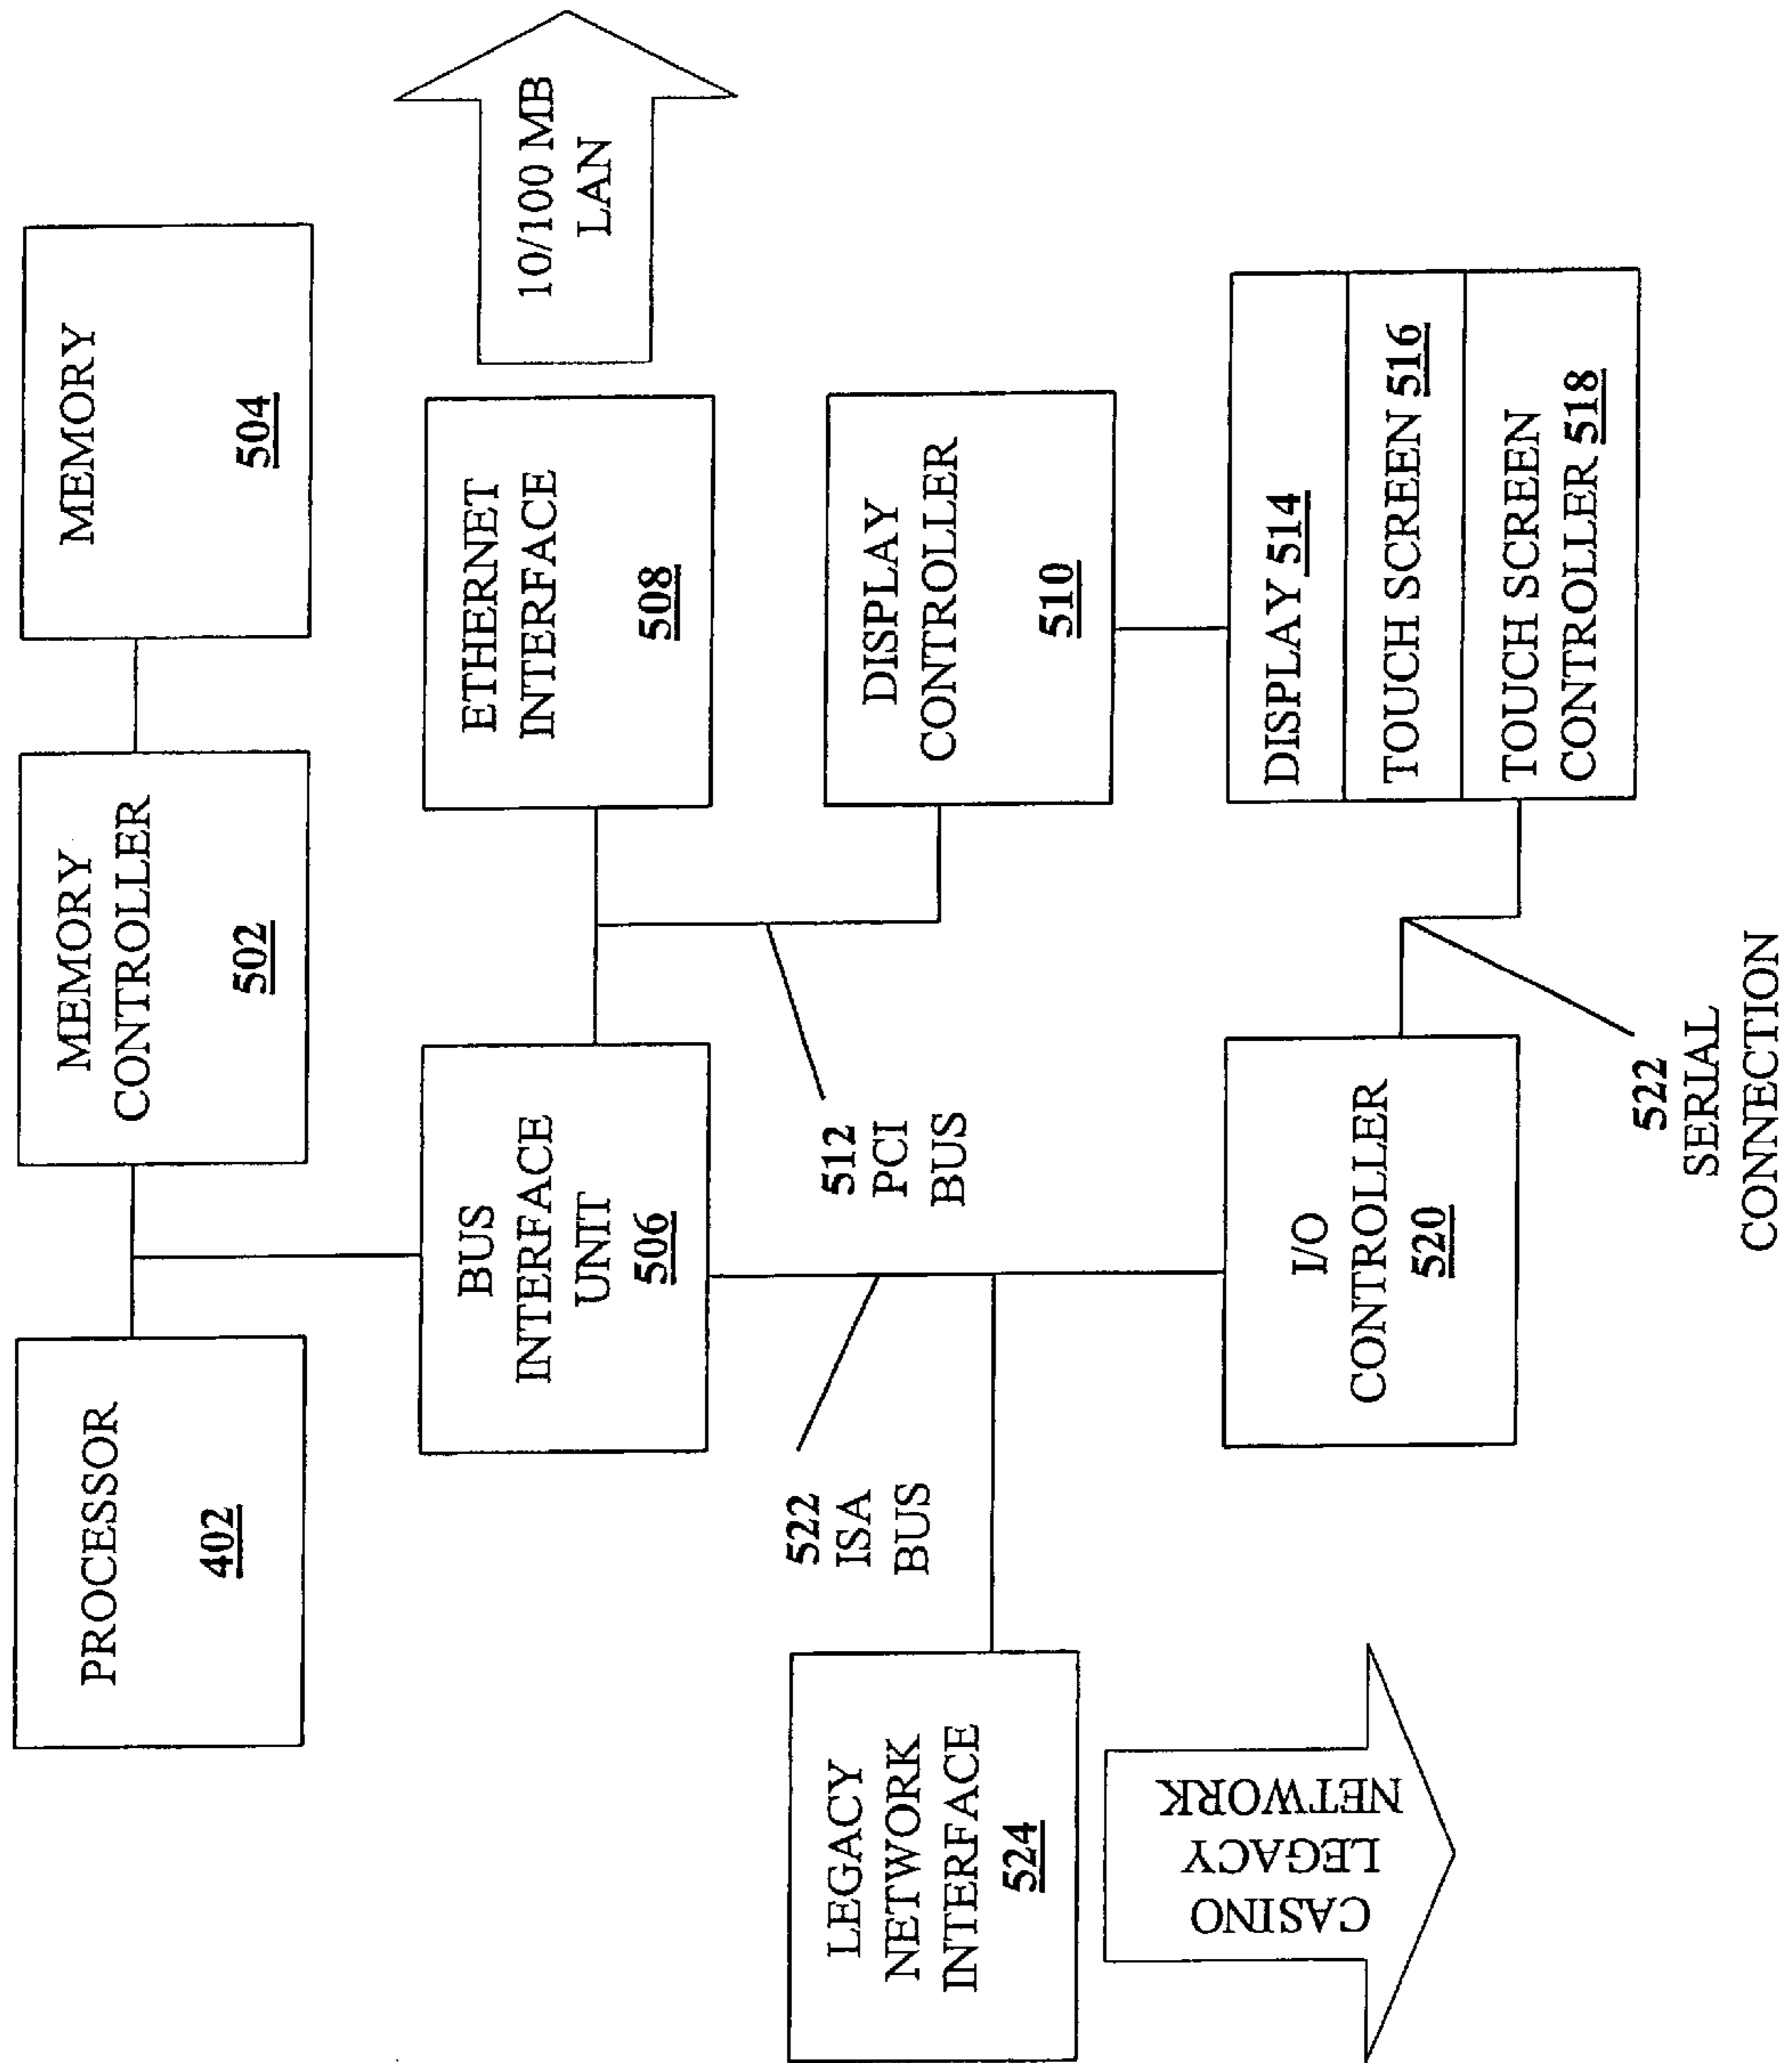 PROCESSOR
402
MEMORY
CONTROLLER
502
MEMORY
504
BUS
INTERFACE
UNIT
506
ETHERNET
INTERFACE
508
10/100 MB
LAN
512
PCI
BUS
DISPLAY
CONTROLLER
510
522
ISA
BUS
LEGACY
NETWORK
INTERFACE
524
CASINO
LEGACY
NETWORK
I/O
CONTROLLER
520
DISPLAY 514
TOUCH SCREEN 516
TOUCH SCREEN
CONTROLLER 518
522
SERIAL
CONNECTION